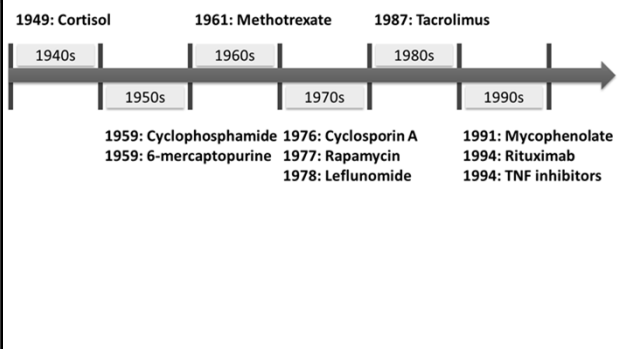 1949: Cortisol
1961: Methotrexate
1987: Tacrolimus
1940s
1960s
1980s
1950s
1970s
1990s
1959: Cyclophosphamide
1959: 6-mercaptopurine
1976: Cyclosporin A
1977: Rapamycin
1978: Leflunomide
1991: Mycophenolate
1994: Rituximab
1994: TNF inhibitors